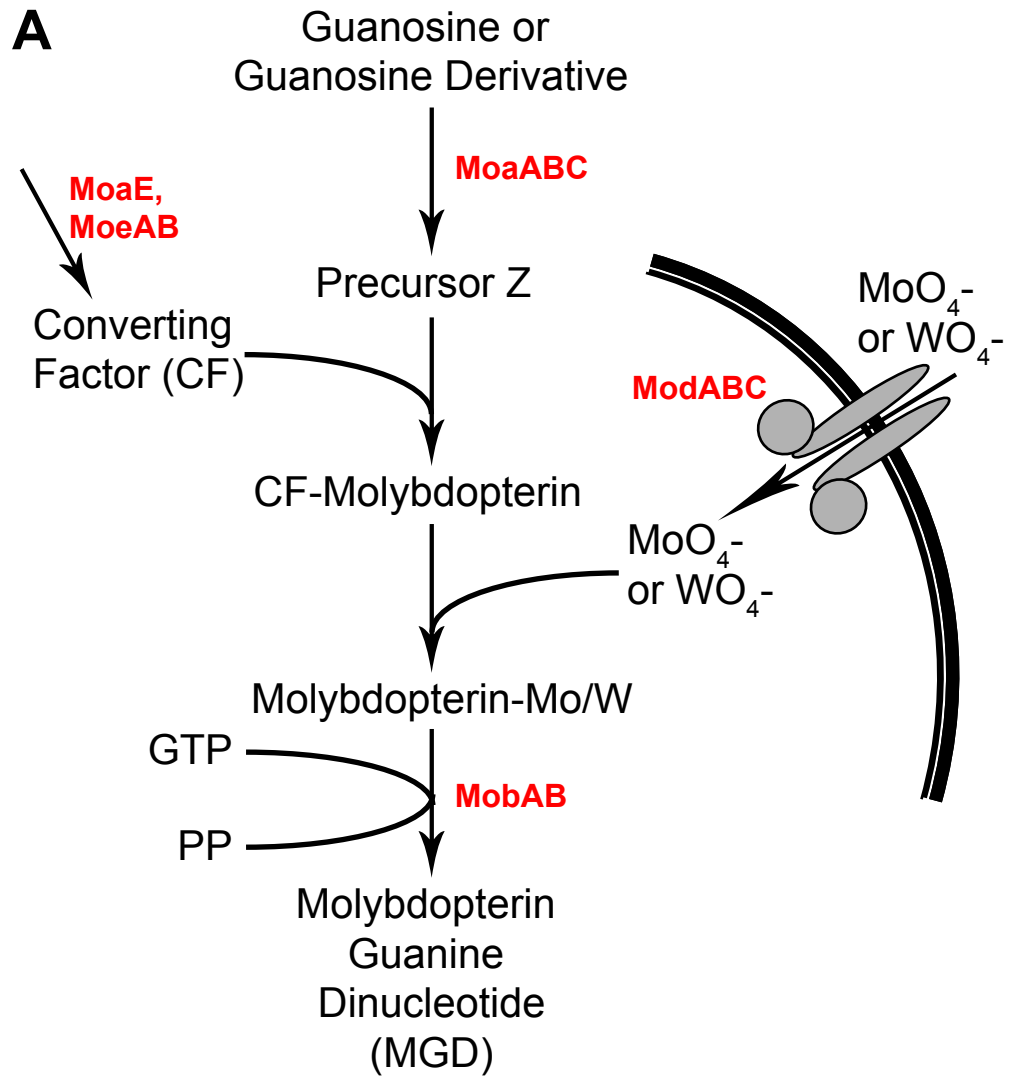 A
Guanosine or
Guanosine Derivative
MoaABC
MoaE,
MoeAB
Precursor Z
MoO₄-
or WO₄-
Converting
Factor (CF)
ModABC
CF-Molybdopterin
MoO₄-
or WO₄-
Molybdopterin-Mo/W
GTP
MobAB
PP
Molybdopterin
Guanine
Dinucleotide
(MGD)